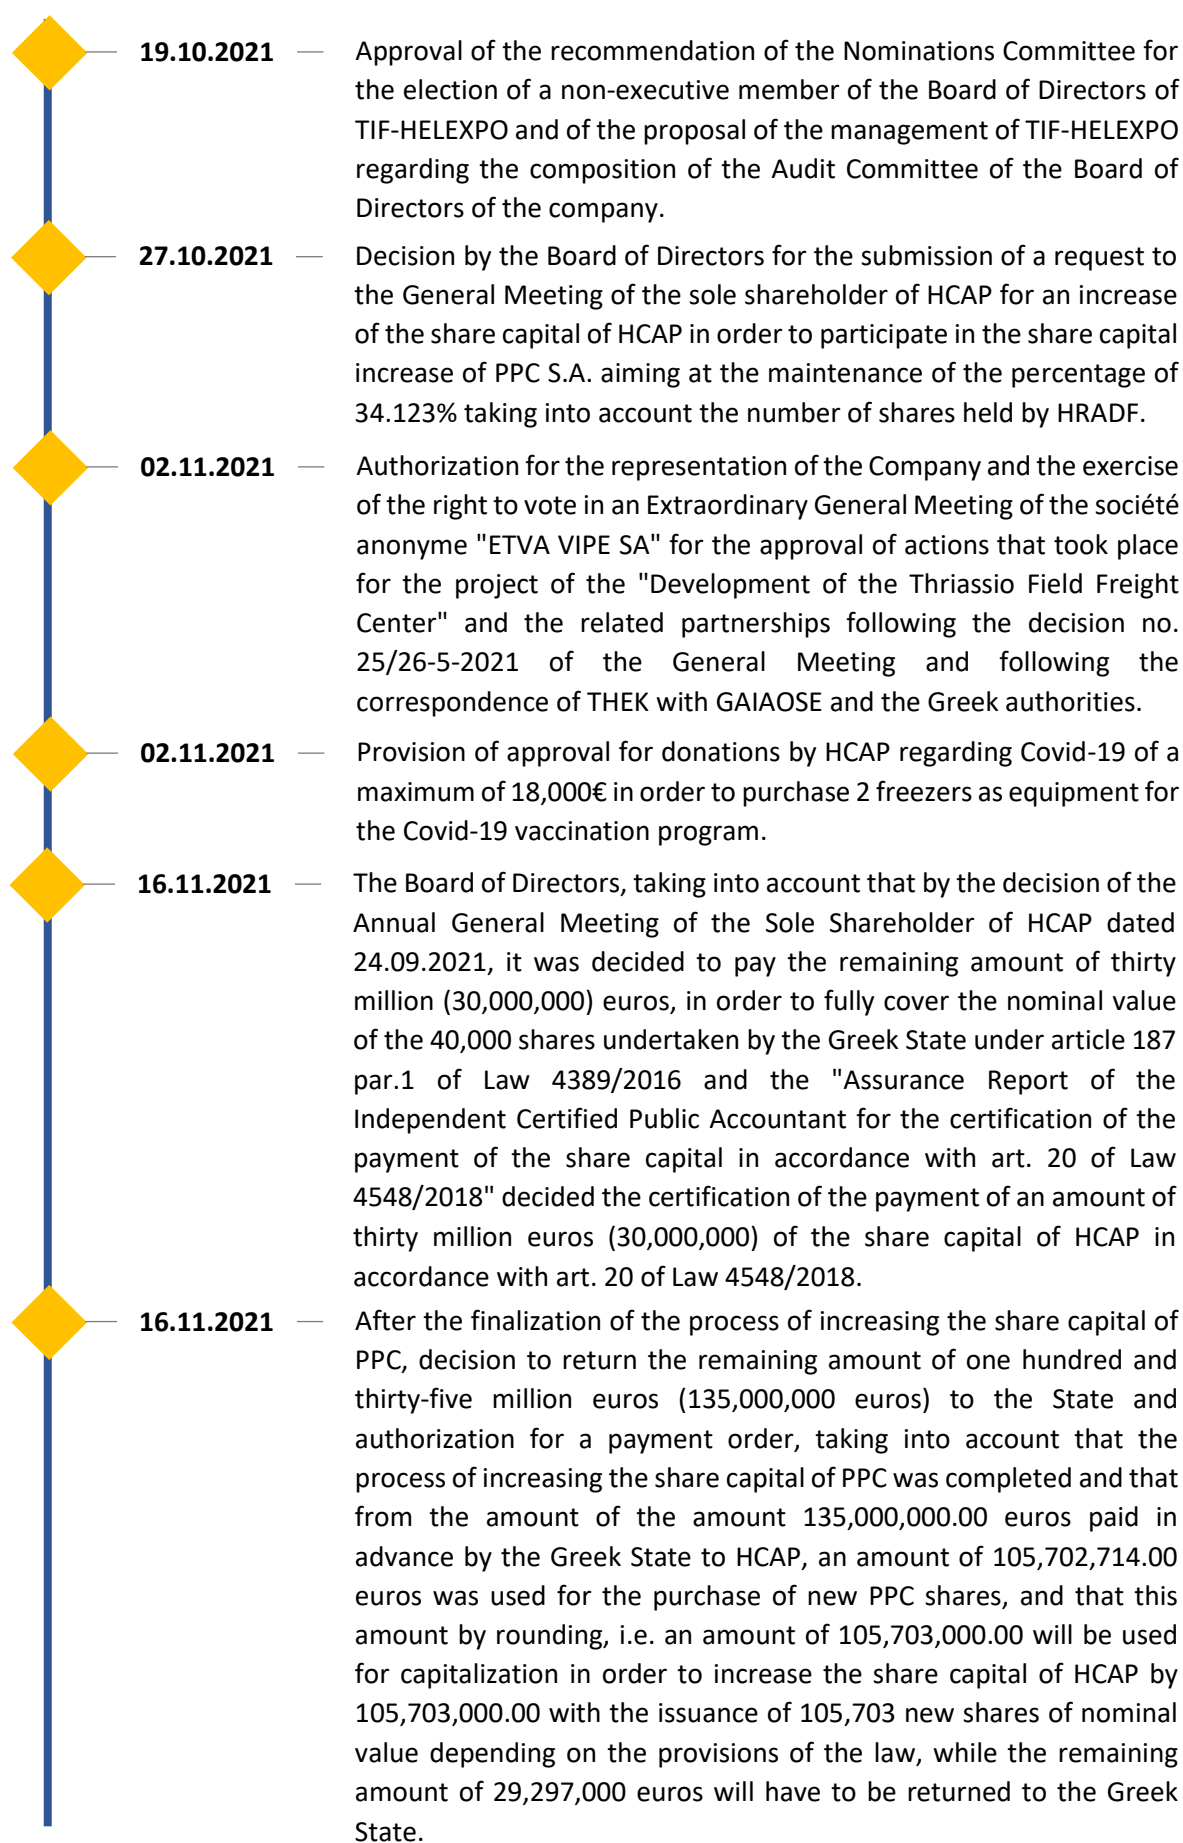 19.10.2021 Approval of the recommendation of the Nominations Committee for
the election of a non-executive member of the Board of Directors of
TIF-HELEXPO and of the proposal of the management of TIF-HELEXPO
regarding the composition of the Audit Committee of the Board of
Directors of the company.
27.10.2021 Decision by the Board of Directors for the submission of a request to
the General Meeting of the sole shareholder of HCAP for an increase
of the share capital of HCAP in order to participate in the share capital
increase of PPC S.A. aiming at the maintenance of the percentage of
34.123% taking into account the number of shares held by HRADF.
02.11.2021 Authorization for the representation of the Company and the exercise
of the right to vote in an Extraordinary General Meeting of the société
anonyme "ETVA VIPE SA" for the approval of actions that took place
for the project of the "Development of the Thriassio Field Freight
Center" and the related partnerships following the decision no.
25/26-5-2021 of the General Meeting and following the
correspondence of THEK with GAIAOSE and the Greek authorities.
02.11.2021 Provision of approval for donations by HCAP regarding Covid-19 of a
maximum of 18,000€ in order to purchase 2 freezers as equipment for
the Covid-19 vaccination program.
16.11.2021 The Board of Directors, taking into account that by the decision of the
Annual General Meeting of the Sole Shareholder of HCAP dated
24.09.2021, it was decided to pay the remaining amount of thirty
million (30,000,000) euros, in order to fully cover the nominal value
of the 40,000 shares undertaken by the Greek State under article 187
par.1 of Law 4389/2016 and the "Assurance Report of the
Independent Certified Public Accountant for the certification of the
payment of the share capital in accordance with art. 20 of Law
4548/2018" decided the certification of the payment of an amount of
thirty million euros (30,000,000) of the share capital of HCAP in
accordance with art. 20 of Law 4548/2018.
16.11.2021 After the finalization of the process of increasing the share capital of
PPC, decision to return the remaining amount of one hundred and
thirty-five million euros (135,000,000 euros) to the State and
authorization for a payment order, taking into account that the
process of increasing the share capital of PPC was completed and that
from the amount of the amount 135,000,000.00 euros paid in
advance by the Greek State to HCAP, an amount of 105,702,714.00
euros was used for the purchase of new PPC shares, and that this
amount by rounding, i.e. an amount of 105,703,000.00 will be used
for capitalization in order to increase the share capital of HCAP by
105,703,000.00 with the issuance of 105,703 new shares of nominal
value depending on the provisions of the law, while the remaining
amount of 29,297,000 euros will have to be returned to the Greek
State.